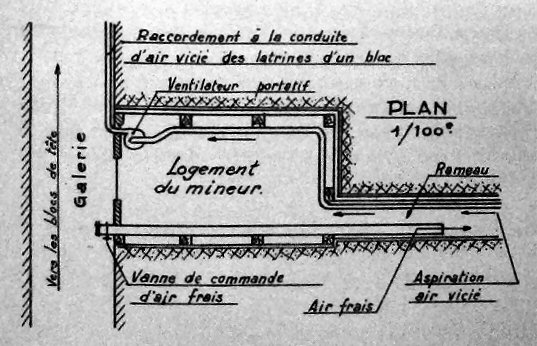 Raccordement à la conduite
d'air vicié des latrines d'un bloc
Ventilateur portatif
PLAN
1/100e
Vers les blocs de tête
Galerie
Logement
du mineur.
Rameau
Vanne de commande
d'air frais
Air frais
Aspiration
air vicié